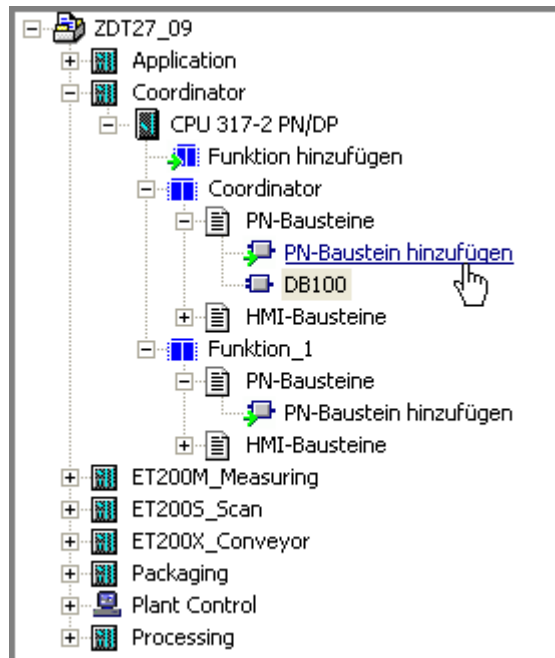 ZDT27_09
Application
Coordinator
CPU 317-2 PN/DP
Funktion hinzufügen
Coordinator
PN-Bausteine
PN-Baustein hinzufügen
DB100
HMI-Bausteine
Funktion_1
PN-Bausteine
PN-Baustein hinzufügen
HMI-Bausteine
ET200M_Measuring
ET200S_Scan
ET200X_Conveyor
Packaging
Plant Control
Processing